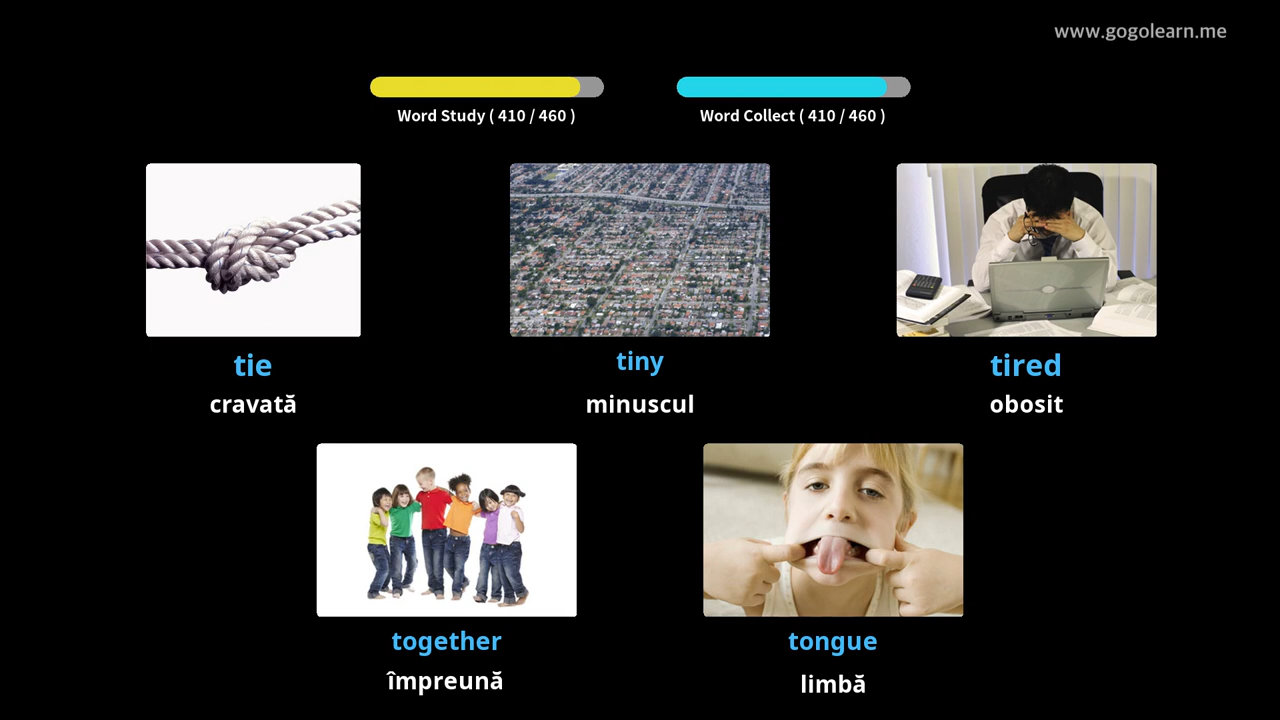 www.gogolearn.me
Word Study ( 410 / 460 )
Word Collect ( 410 / 460 )
tie
cravată
tiny
minuscul
tired
obosit
together
împreună
tongue
limbă